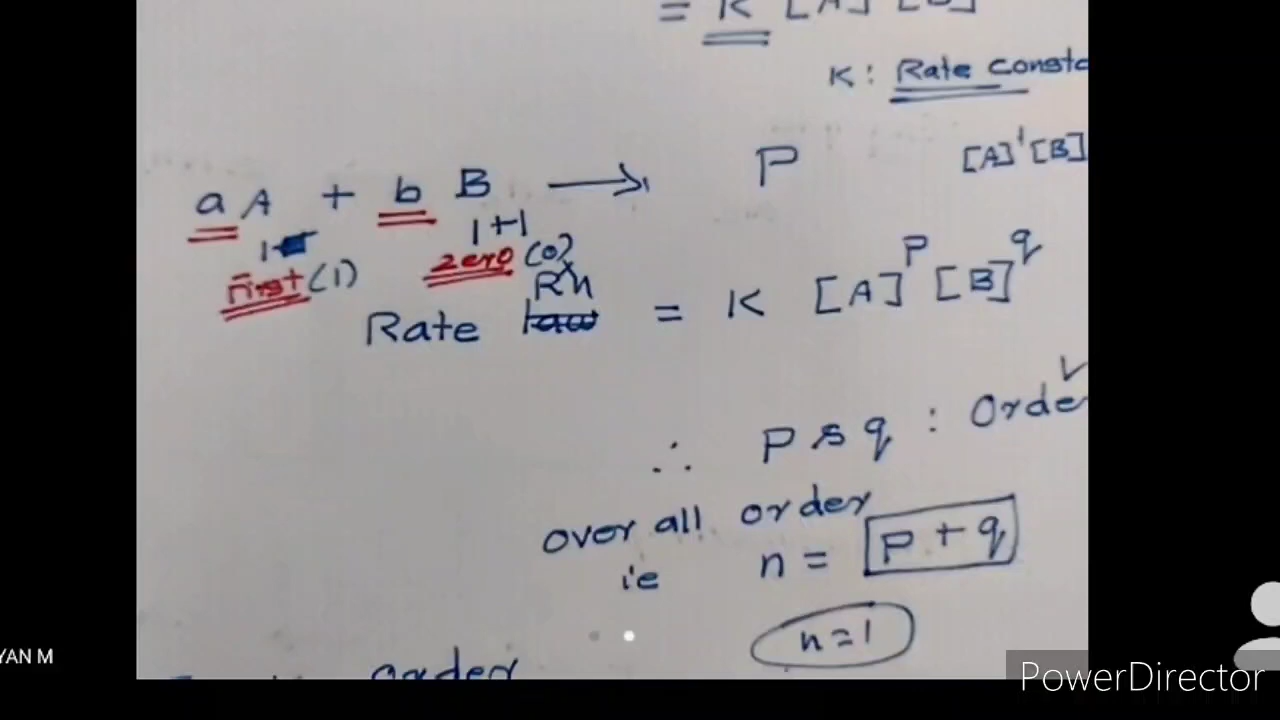 = K [A] [B]
K : Rate consta
[A]¹ [B]
a A + b B → P
1 1+1
first (1) zero (0)
Rxn
Rate law = K [A]^P [B]^q
∴ P & q : Order
over all order
ie n = P + q
n = 1
order
YAN M
PowerDirector